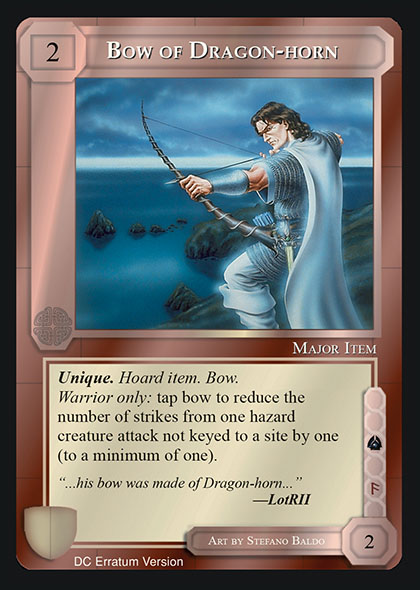 2
Bow of Dragon-horn
Major Item
Unique. Hoard item. Bow.
Warrior only: tap bow to reduce the
number of strikes from one hazard
creature attack not keyed to a site by one
(to a minimum of one).
“...his bow was made of Dragon-horn...”
—LotRII
Art by Stefano Baldo
2
DC Erratum Version